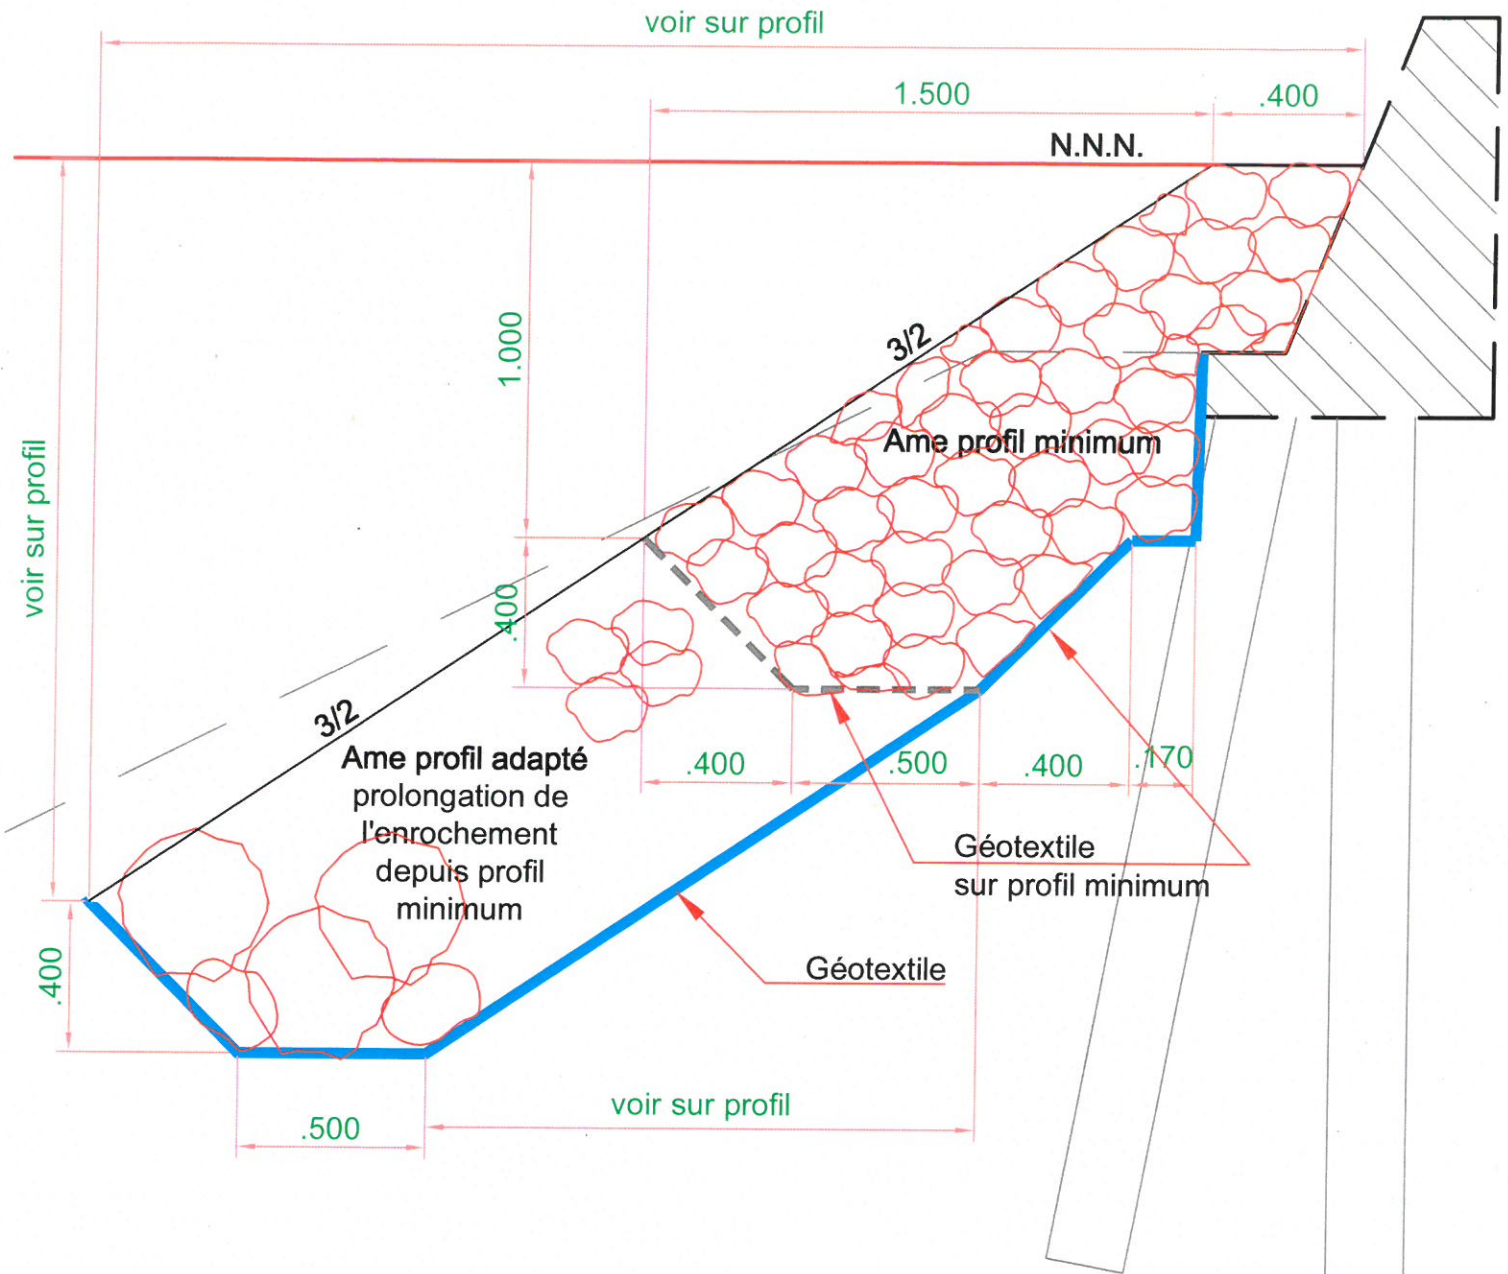 voir sur profil
1.500
.400
N.N.N.
1.000
3/2
Ame profil minimum
voir sur profil
.400
3/2
Ame profil adapté
prolongation de
l'enrochement
depuis profil
minimum
.400
.500
.400
.170
Géotextile
sur profil minimum
.400
Géotextile
.500
voir sur profil